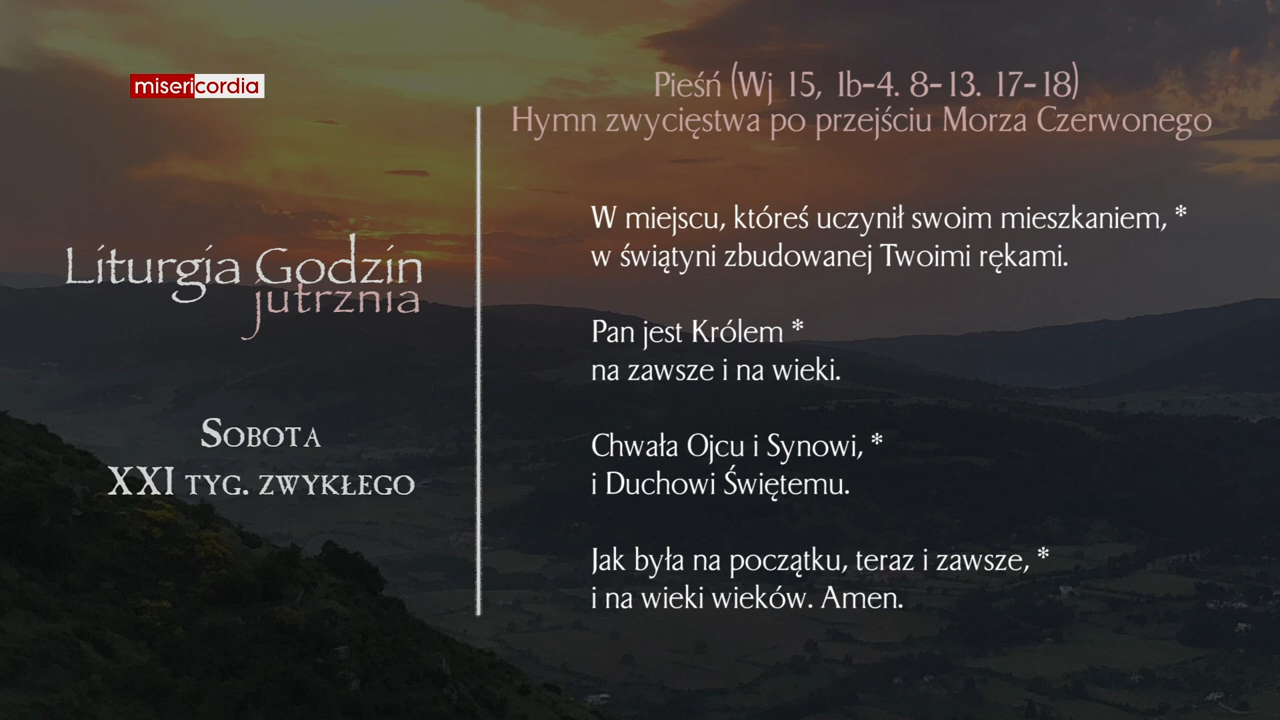 misericordia
Liturgia Godzin
jutrznia
Sobota
XXI tyg. zwykłego
Pieśń (Wj 15, 1b-4. 8-13. 17-18)
Hymn zwycięstwa po przejściu Morza Czerwonego
W miejscu, któreś uczynił swoim mieszkaniem, *
w świątyni zbudowanej Twoimi rękami.
Pan jest Królem *
na zawsze i na wieki.
Chwała Ojcu i Synowi, *
i Duchowi Świętemu.
Jak była na początku, teraz i zawsze, *
i na wieki wieków. Amen.